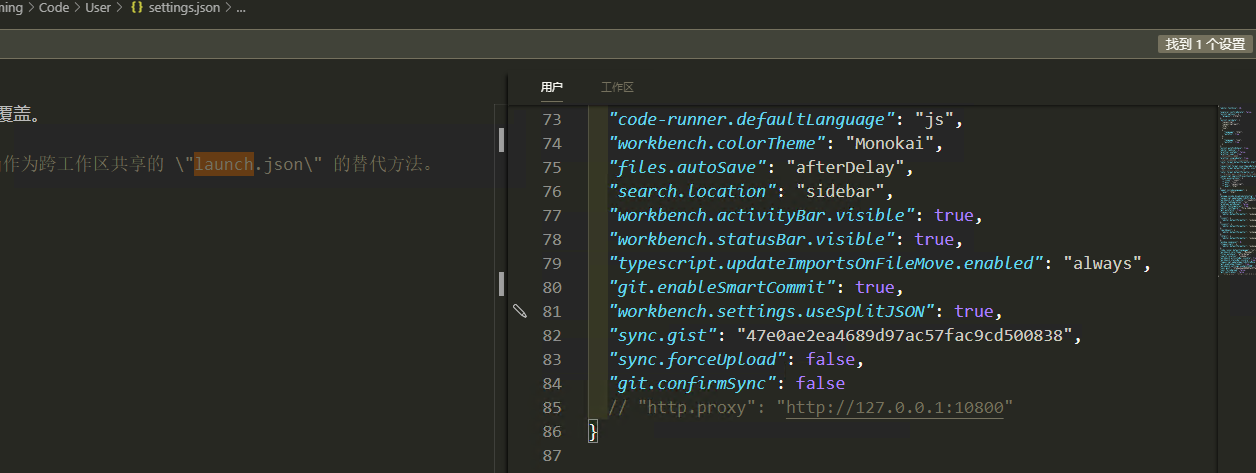 ming > Code > User > {} settings.json > ...
找到 1 个设置
覆盖。
作为跨工作区共享的 \"launch.json\" 的替代方法。
用户 工作区
73 "code-runner.defaultLanguage": "js",
74 "workbench.colorTheme": "Monokai",
75 "files.autoSave": "afterDelay",
76 "search.location": "sidebar",
77 "workbench.activityBar.visible": true,
78 "workbench.statusBar.visible": true,
79 "typescript.updateImportsOnFileMove.enabled": "always",
80 "git.enableSmartCommit": true,
81 "workbench.settings.useSplitJSON": true,
82 "sync.gist": "47e0ae2ea4689d97ac57fac9cd500838",
83 "sync.forceUpload": false,
84 "git.confirmSync": false
85 // "http.proxy": "http://127.0.0.1:10800"
86 }
87